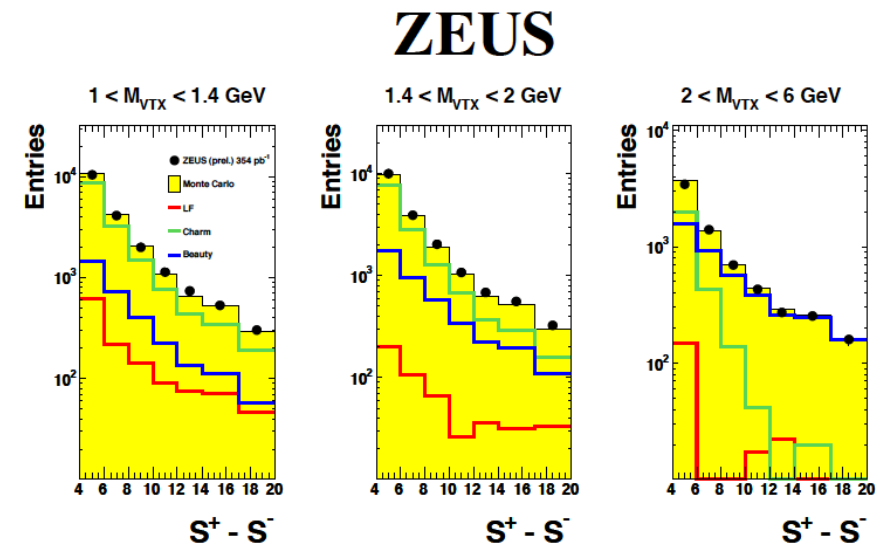 ZEUS
1 < M_VTX < 1.4 GeV
Entries
10^4
10^3
10^2
ZEUS (prel.) 354 pb^-1
Monte Carlo
LF
Charm
Beauty
4 6 8 10 12 14 16 18 20
S^+ - S^-
1.4 < M_VTX < 2 GeV
Entries
10^4
10^3
10^2
4 6 8 10 12 14 16 18 20
2 < M_VTX < 6 GeV
Entries
10^4
10^3
10^2
4 6 8 10 12 14 16 18 20
S^+ - S^-